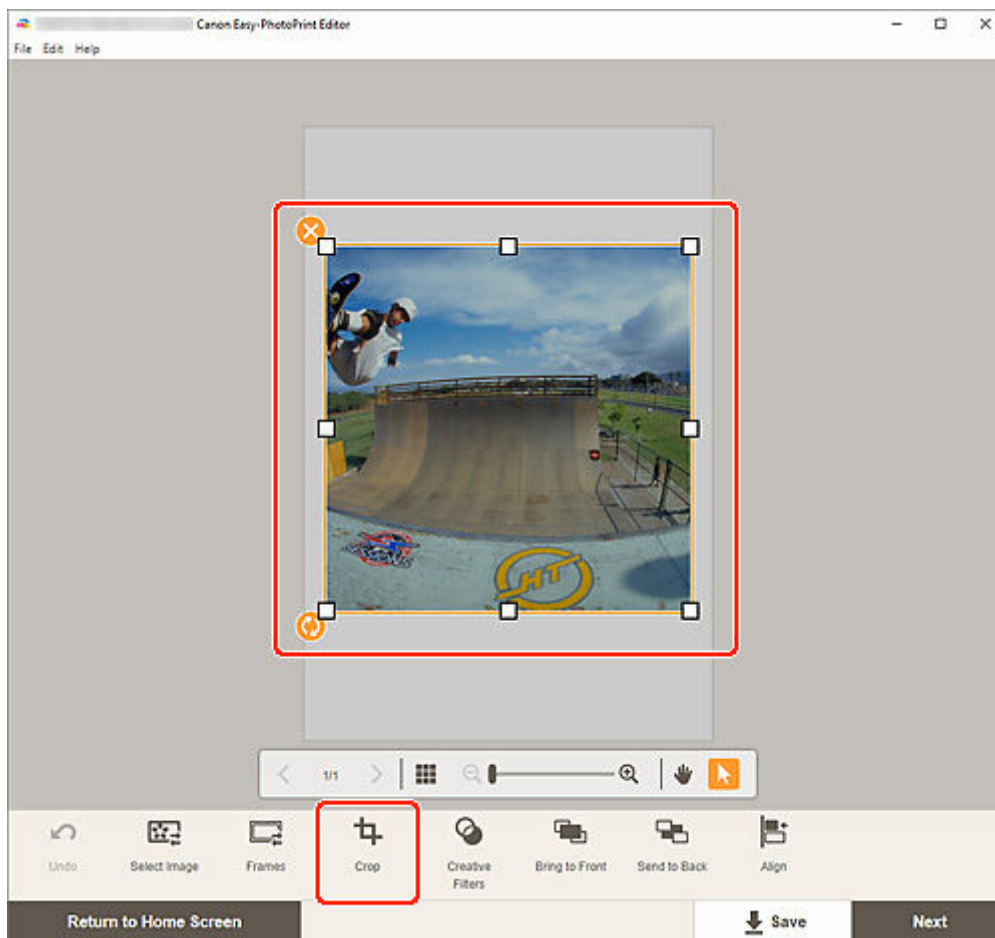 Canon Easy-PhotoPrint Editor
File Edit Help
HT
1/1
Undo
Select Image
Frames
Crop
Creative
Filters
Bring to Front
Send to Back
Align
Return to Home Screen
Save
Next